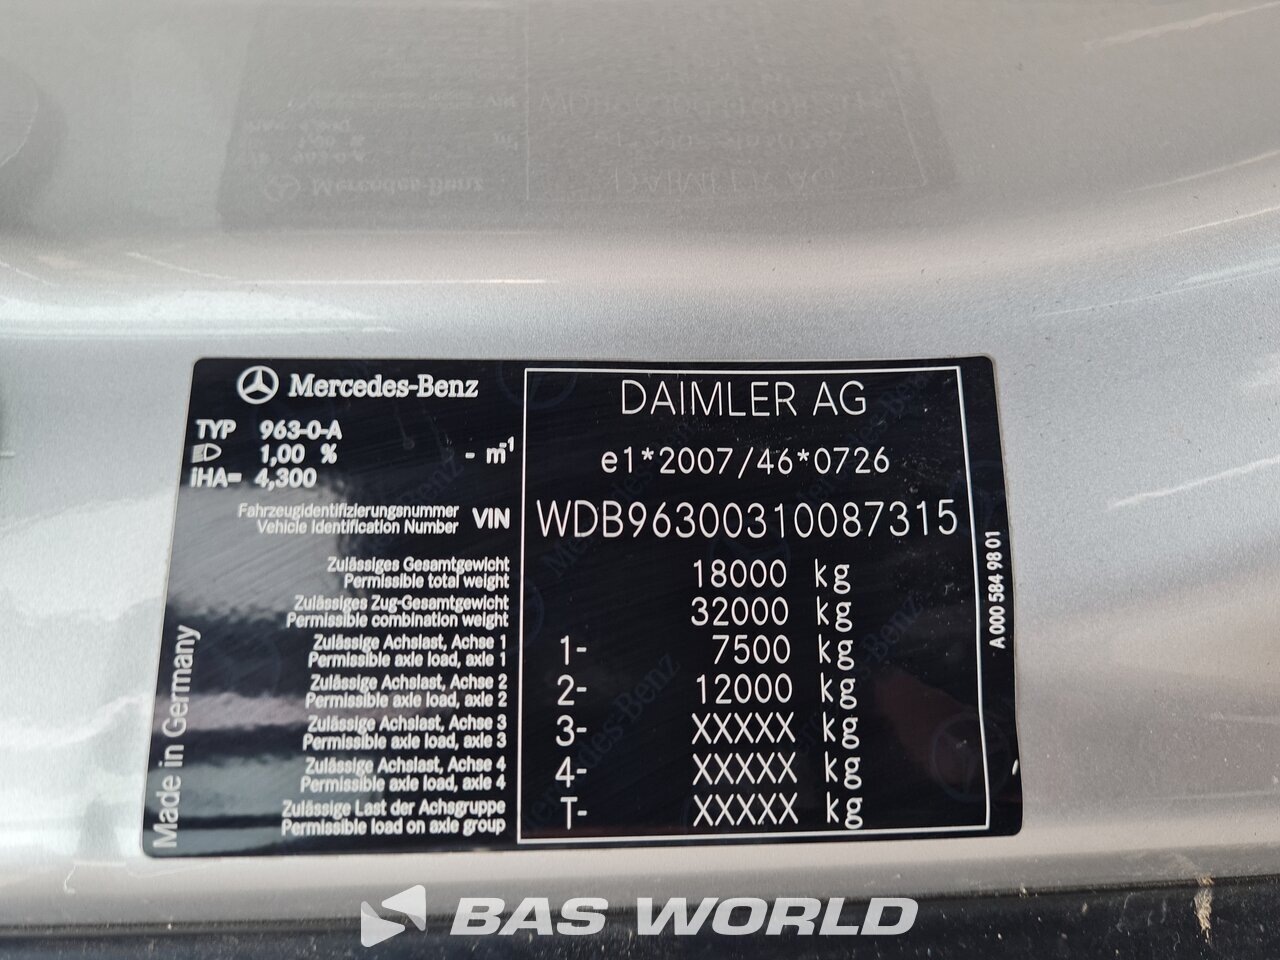 Mercedes-Benz
DAIMLER AG
TYP 963-0-A
1,00 % - m-1
iHA= 4,300
e1*2007/46*0726
Fahrzeugidentifizierungsnummer
Vehicle Identification Number
VIN WDB96300310087315
Zulässiges Gesamtgewicht
Permissible total weight
18000 kg
Zulässiges Zug-Gesamtgewicht
Permissible combination weight
32000 kg
Zulässige Achslast, Achse 1
Permissible axle load, axle 1
1- 7500 kg
Zulässige Achslast, Achse 2
Permissible axle load, axle 2
2- 12000 kg
Zulässige Achslast, Achse 3
Permissible axle load, axle 3
3- XXXXX kg
Zulässige Achslast, Achse 4
Permissible axle load, axle 4
4- XXXXX kg
Zulässige Last der Achsgruppe
Permissible load on axle group
T- XXXXX kg
Made in Germany
A 000 584 98 01
BAS WORLD